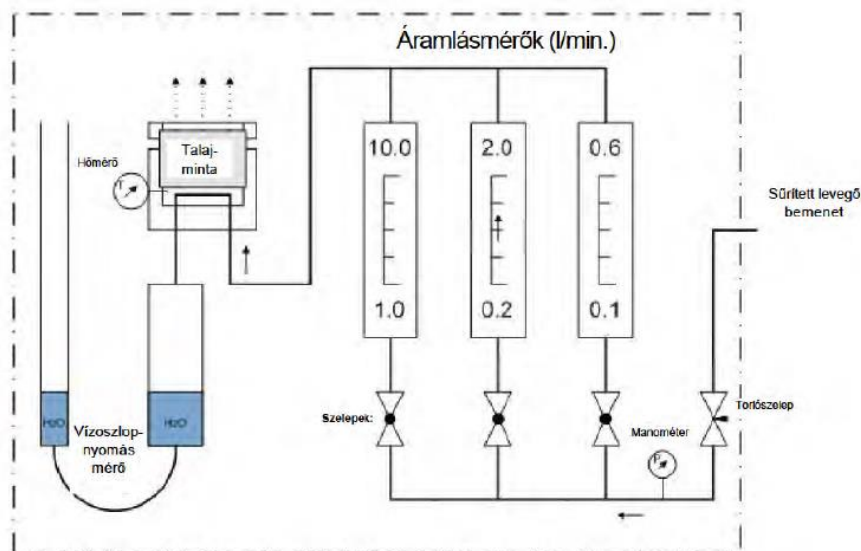 Áramlásmérők (l/min.)
Talaj-
minta
Hőmérő
T
10.0
2.0
0.6
1.0
0.2
0.1
Sűrített levegő
bemenet
H2O
H2O
Vízoszlop-
nyomás
mérő
Szelepek:
Manométer
P
Torlószelep